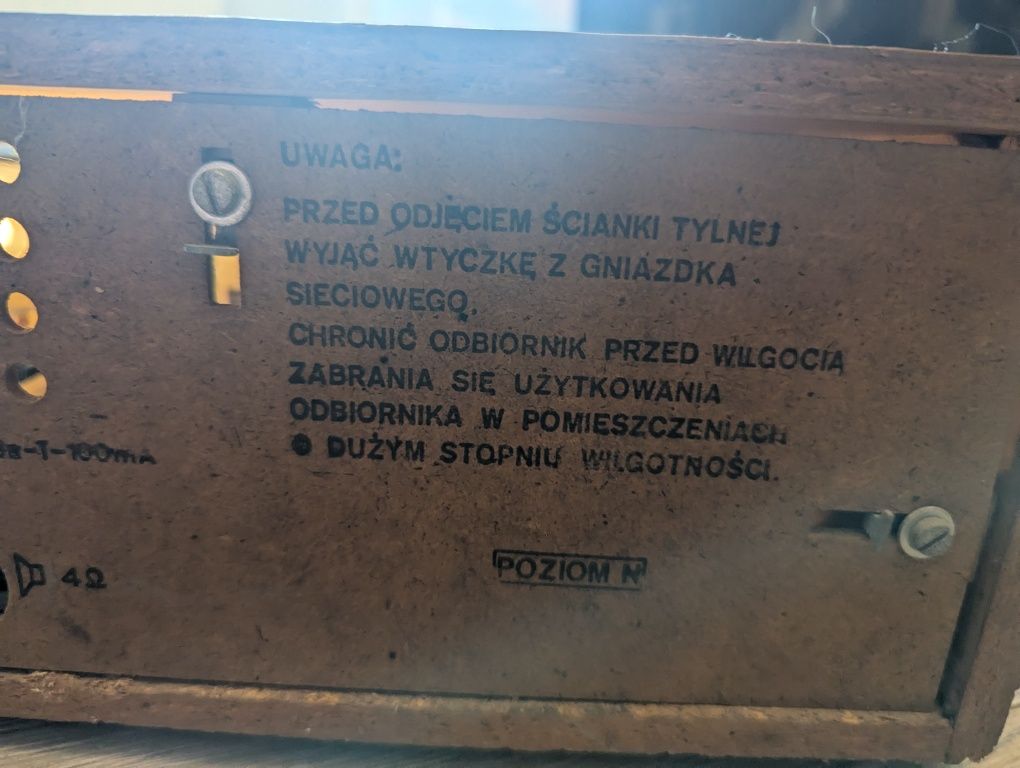 UWAGA:
PRZED ODJĘCIEM ŚCIANKI TYLNEJ
WYJĄĆ WTYCZKĘ Z GNIAZDKA
SIECIOWEGO.
CHRONIĆ ODBIORNIK PRZED WILGOCIĄ
ZABRANIA SIĘ UŻYTKOWANIA
ODBIORNIKA W POMIESZCZENIACH
O DUŻYM STOPNIU WILGOTNOŚCI.
-T-100mA
4Ω
POZIOM N